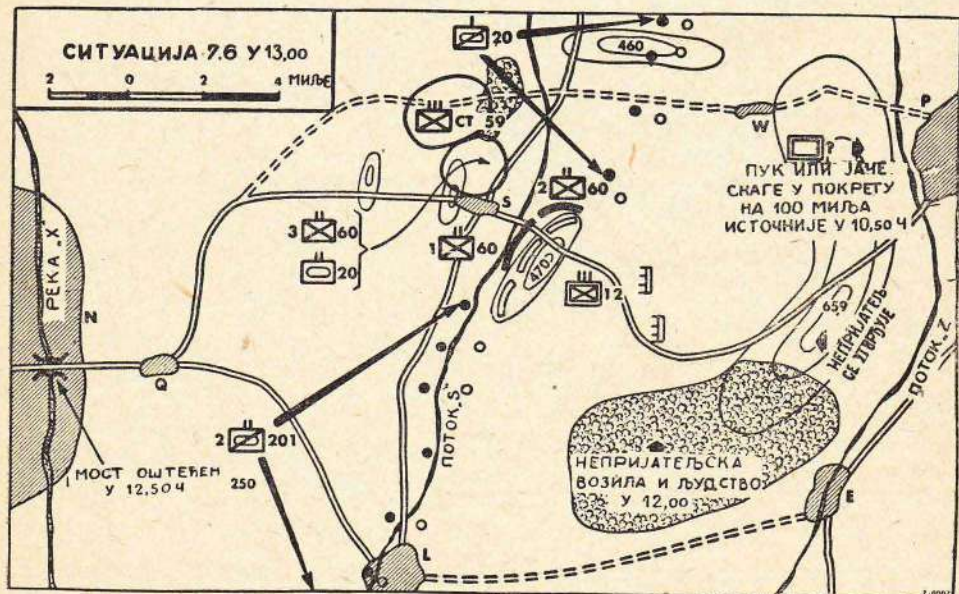 СИТУАЦИЈА 7.6 У 13,00
2 0 2 4 МИЉЕ
20
460
СТ 59
W
P
?
ПУК ИЛИ ЈАЧЕ
СНАГЕ У ПОКРЕТУ
НА 100 МИЉА
ИСТОЧНИЈЕ У 10,50 Ч
2 60
S
3 60
1 60
20
470
12
РЕКА „X"
N
659
НЕПРИЈАТЕЉ
СЕ УТВРЂУЈЕ
ПОТОК „Z"
Q
ПОТОК „S"
2 201
МОСТ ОШТЕЋЕН
У 12,50 Ч
250
НЕПРИЈАТЕЉСКА
ВОЗИЛА И ЉУДСТВО
У 12,00
E
L